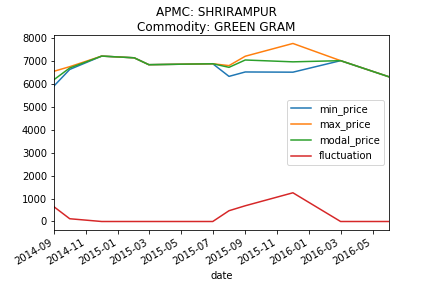 APMC: SHRIRAMPUR
Commodity: GREEN GRAM
8000
7000
6000
5000
4000
3000
2000
1000
0
min_price
max_price
modal_price
fluctuation
2014-09
2014-11
2015-01
2015-03
2015-05
2015-07
2015-09
2015-11
2016-01
2016-03
2016-05
date